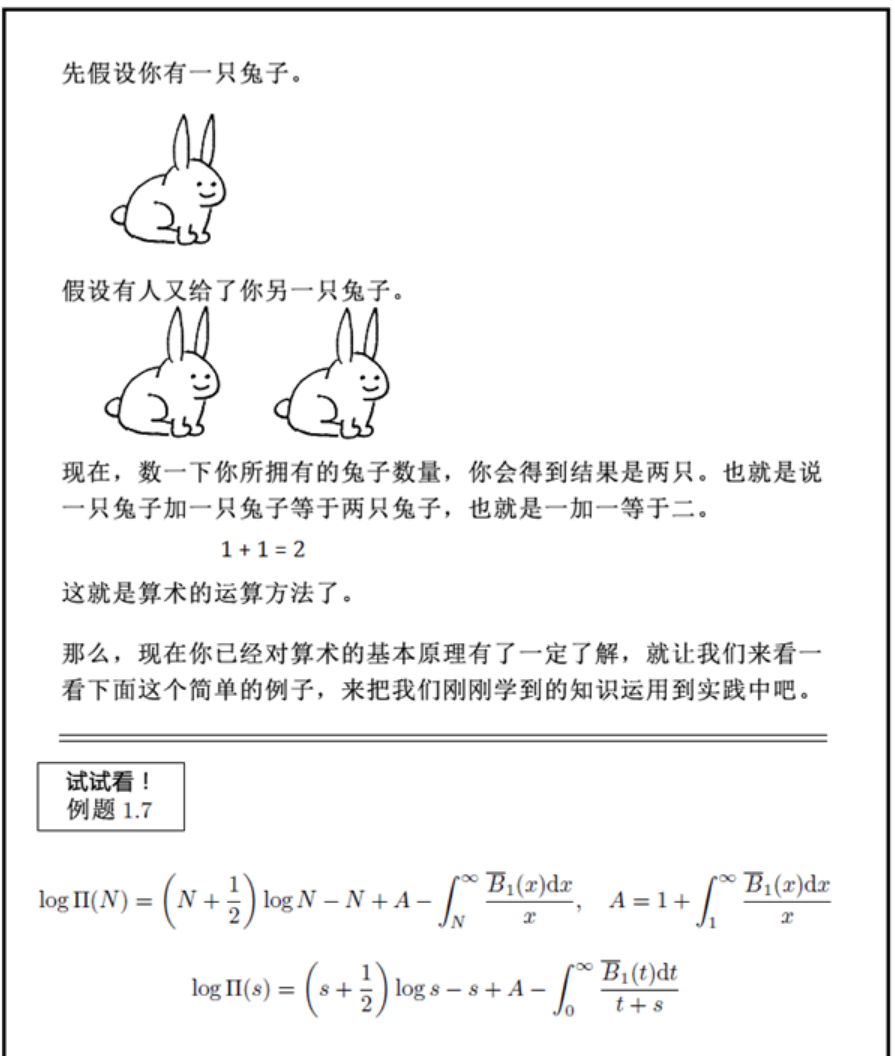 先假设你有一只兔子。
假设有人又给了你另一只兔子。
现在，数一下你所拥有的兔子数量，你会得到结果是两只。也就是说
一只兔子加一只兔子等于两只兔子，也就是一加一等于二。
1 + 1 = 2
这就是算术的运算方法了。
那么，现在你已经对算术的基本原理有了一定了解，就让我们来看一
看下面这个简单的例子，来把我们刚刚学到的知识运用到实践中吧。
试试看！
例题 1.7
$\log \Pi(N) = \left(N + \frac{1}{2}\right) \log N - N + A - \int_N^\infty \frac{\overline{B}_1(x)\mathrm{d}x}{x}, \quad A = 1 + \int_1^\infty \frac{\overline{B}_1(x)\mathrm{d}x}{x}$
$\log \Pi(s) = \left(s + \frac{1}{2}\right) \log s - s + A - \int_0^\infty \frac{\overline{B}_1(t)\mathrm{d}t}{t + s}$